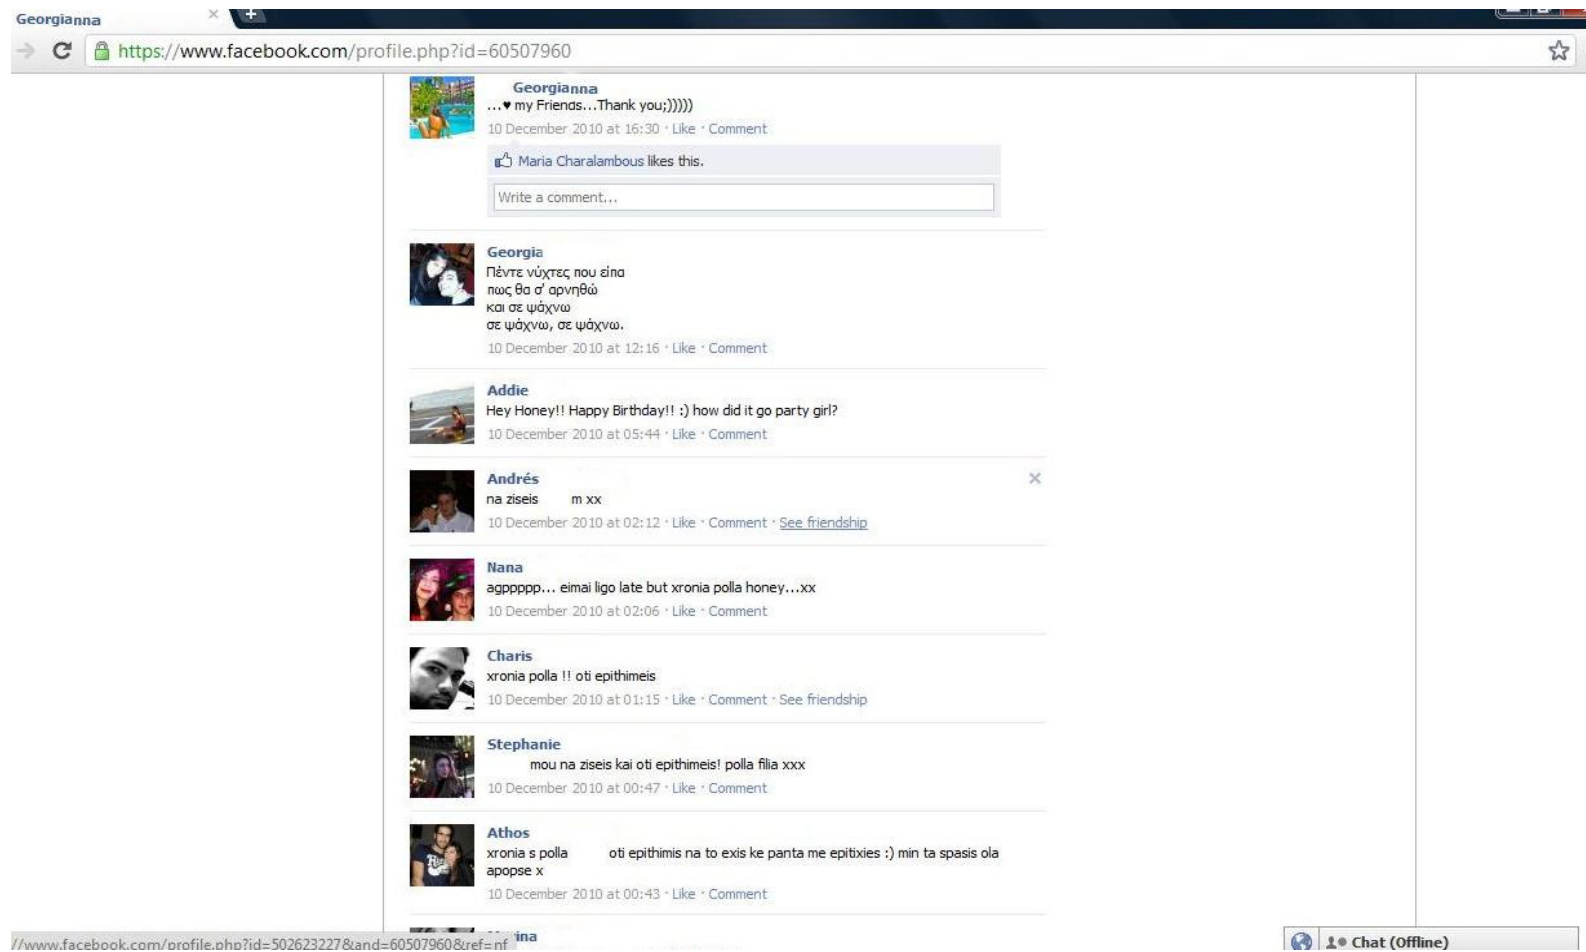 Georgianna
https://www.facebook.com/profile.php?id=60507960
Georgianna
...♥ my Friends...Thank you;)))))
10 December 2010 at 16:30 · Like · Comment
Maria Charalambous likes this.
Write a comment...
Georgia
Πέντε νύχτες που είπα
πως θα σ' αρνηθώ
και σε ψάχνω
σε ψάχνω, σε ψάχνω.
10 December 2010 at 12:16 · Like · Comment
Addie
Hey Honey!! Happy Birthday!! :) how did it go party girl?
10 December 2010 at 05:44 · Like · Comment
Andrés
na ziseis m xx
10 December 2010 at 02:12 · Like · Comment · See friendship
Nana
agppppp... eimai ligo late but xronia polla honey...xx
10 December 2010 at 02:06 · Like · Comment
Charis
xronia polla !! oti epithimeis
10 December 2010 at 01:15 · Like · Comment · See friendship
Stephanie
mou na ziseis kai oti epithimeis! polla filia xxx
10 December 2010 at 00:47 · Like · Comment
Athos
xronia s polla oti epithimis na to exis ke panta me epitixies :) min ta spasis ola
apopse x
10 December 2010 at 00:43 · Like · Comment
//www.facebook.com/profile.php?id=502623227&and=60507960&ref=nf
Chat (Offline)